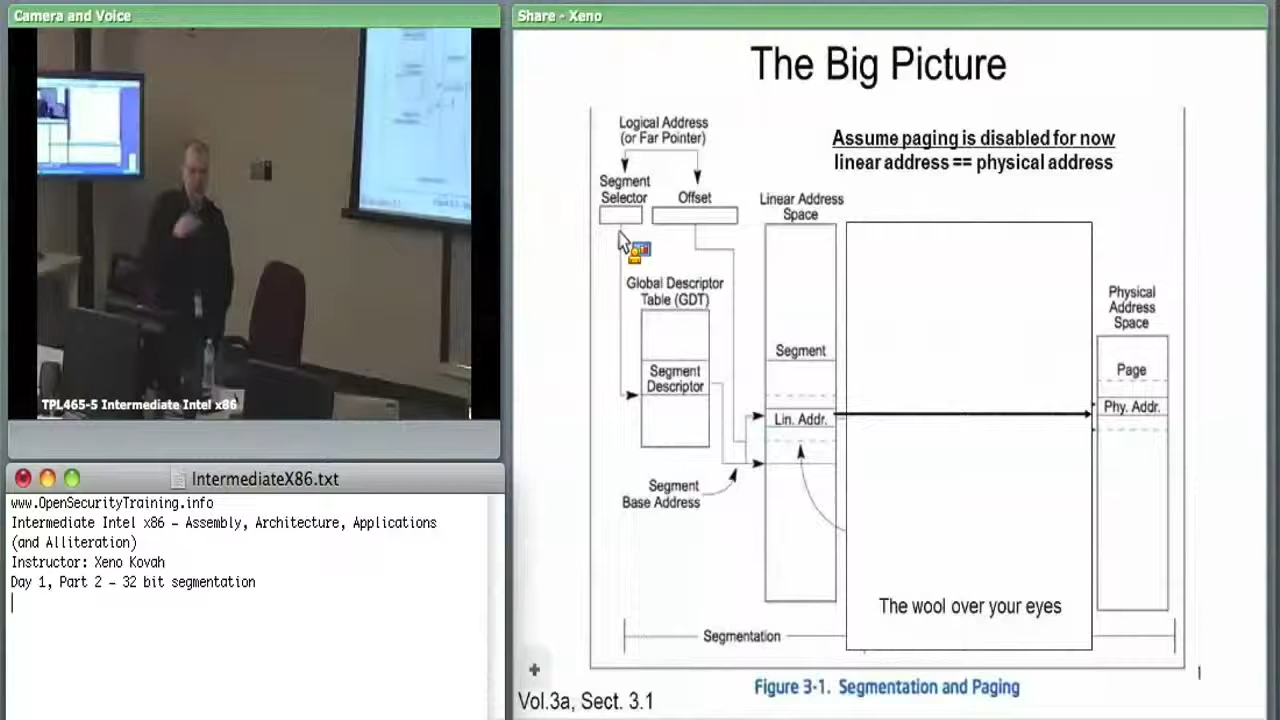 Camera and Voice
TPL465-5 Intermediate Intel x86
IntermediateX86.txt
www.OpenSecurityTraining.info
Intermediate Intel x86 – Assembly, Architecture, Applications
(and Alliteration)
Instructor: Xeno Kovah
Day 1, Part 2 – 32 bit segmentation
Share - Xeno
The Big Picture
Logical Address
(or Far Pointer)
Assume paging is disabled for now
linear address == physical address
Segment
Selector
Offset
Linear Address
Space
Global Descriptor
Table (GDT)
Physical
Address
Space
Segment
Page
Segment
Descriptor
Lin. Addr.
Phy. Addr.
Segment
Base Address
The wool over your eyes
Segmentation
Figure 3-1. Segmentation and Paging
1
Vol.3a, Sect. 3.1